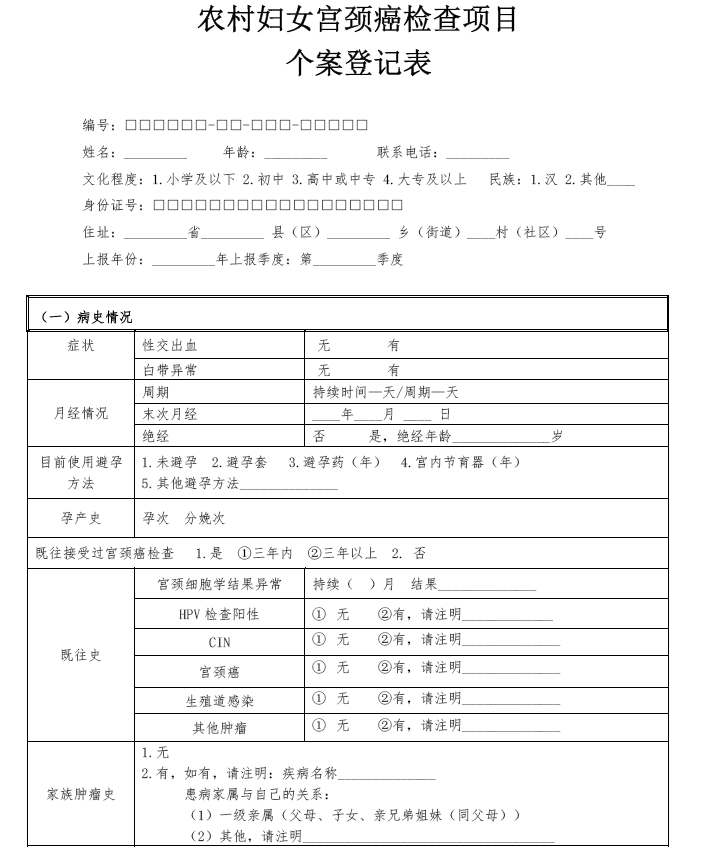 农村妇女宫颈癌检查项目
个案登记表
编号：□□□□□□-□□-□□□-□□□□□
姓名：_________ 年龄：_________ 联系电话：_________
文化程度：1.小学及以下 2.初中 3.高中或中专 4.大专及以上 民族：1.汉 2.其他____
身份证号：□□□□□□□□□□□□□□□□□□
住址：_________省_________ 县（区）_________ 乡（街道）____村（社区）____号
上报年份：_________年上报季度：第_________季度
（一）病史情况
症状 性交出血 无 有
白带异常 无 有
月经情况 周期 持续时间—天/周期—天
末次月经 ____年____月 ____ 日
绝经 否 是，绝经年龄______________岁
目前使用避孕方法
1.未避孕 2.避孕套 3.避孕药（年） 4.宫内节育器（年）
5.其他避孕方法______________
孕产史 孕次 分娩次
既往接受过宫颈癌检查 1.是 ①三年内 ②三年以上 2. 否
既往史 宫颈细胞学结果异常 持续（ ）月 结果______________
HPV 检查阳性 ① 无 ②有，请注明_____________
CIN ① 无 ②有，请注明______________
宫颈癌 ① 无 ②有，请注明______________
生殖道感染 ① 无 ②有，请注明______________
其他肿瘤 ① 无 ②有，请注明______________
家族肿瘤史 1.无
2.有，如有，请注明：疾病名称______________
患病家属与自己的关系：
（1）一级亲属（父母、子女、亲兄弟姐妹（同父母））
（2）其他，请注明____________________________________